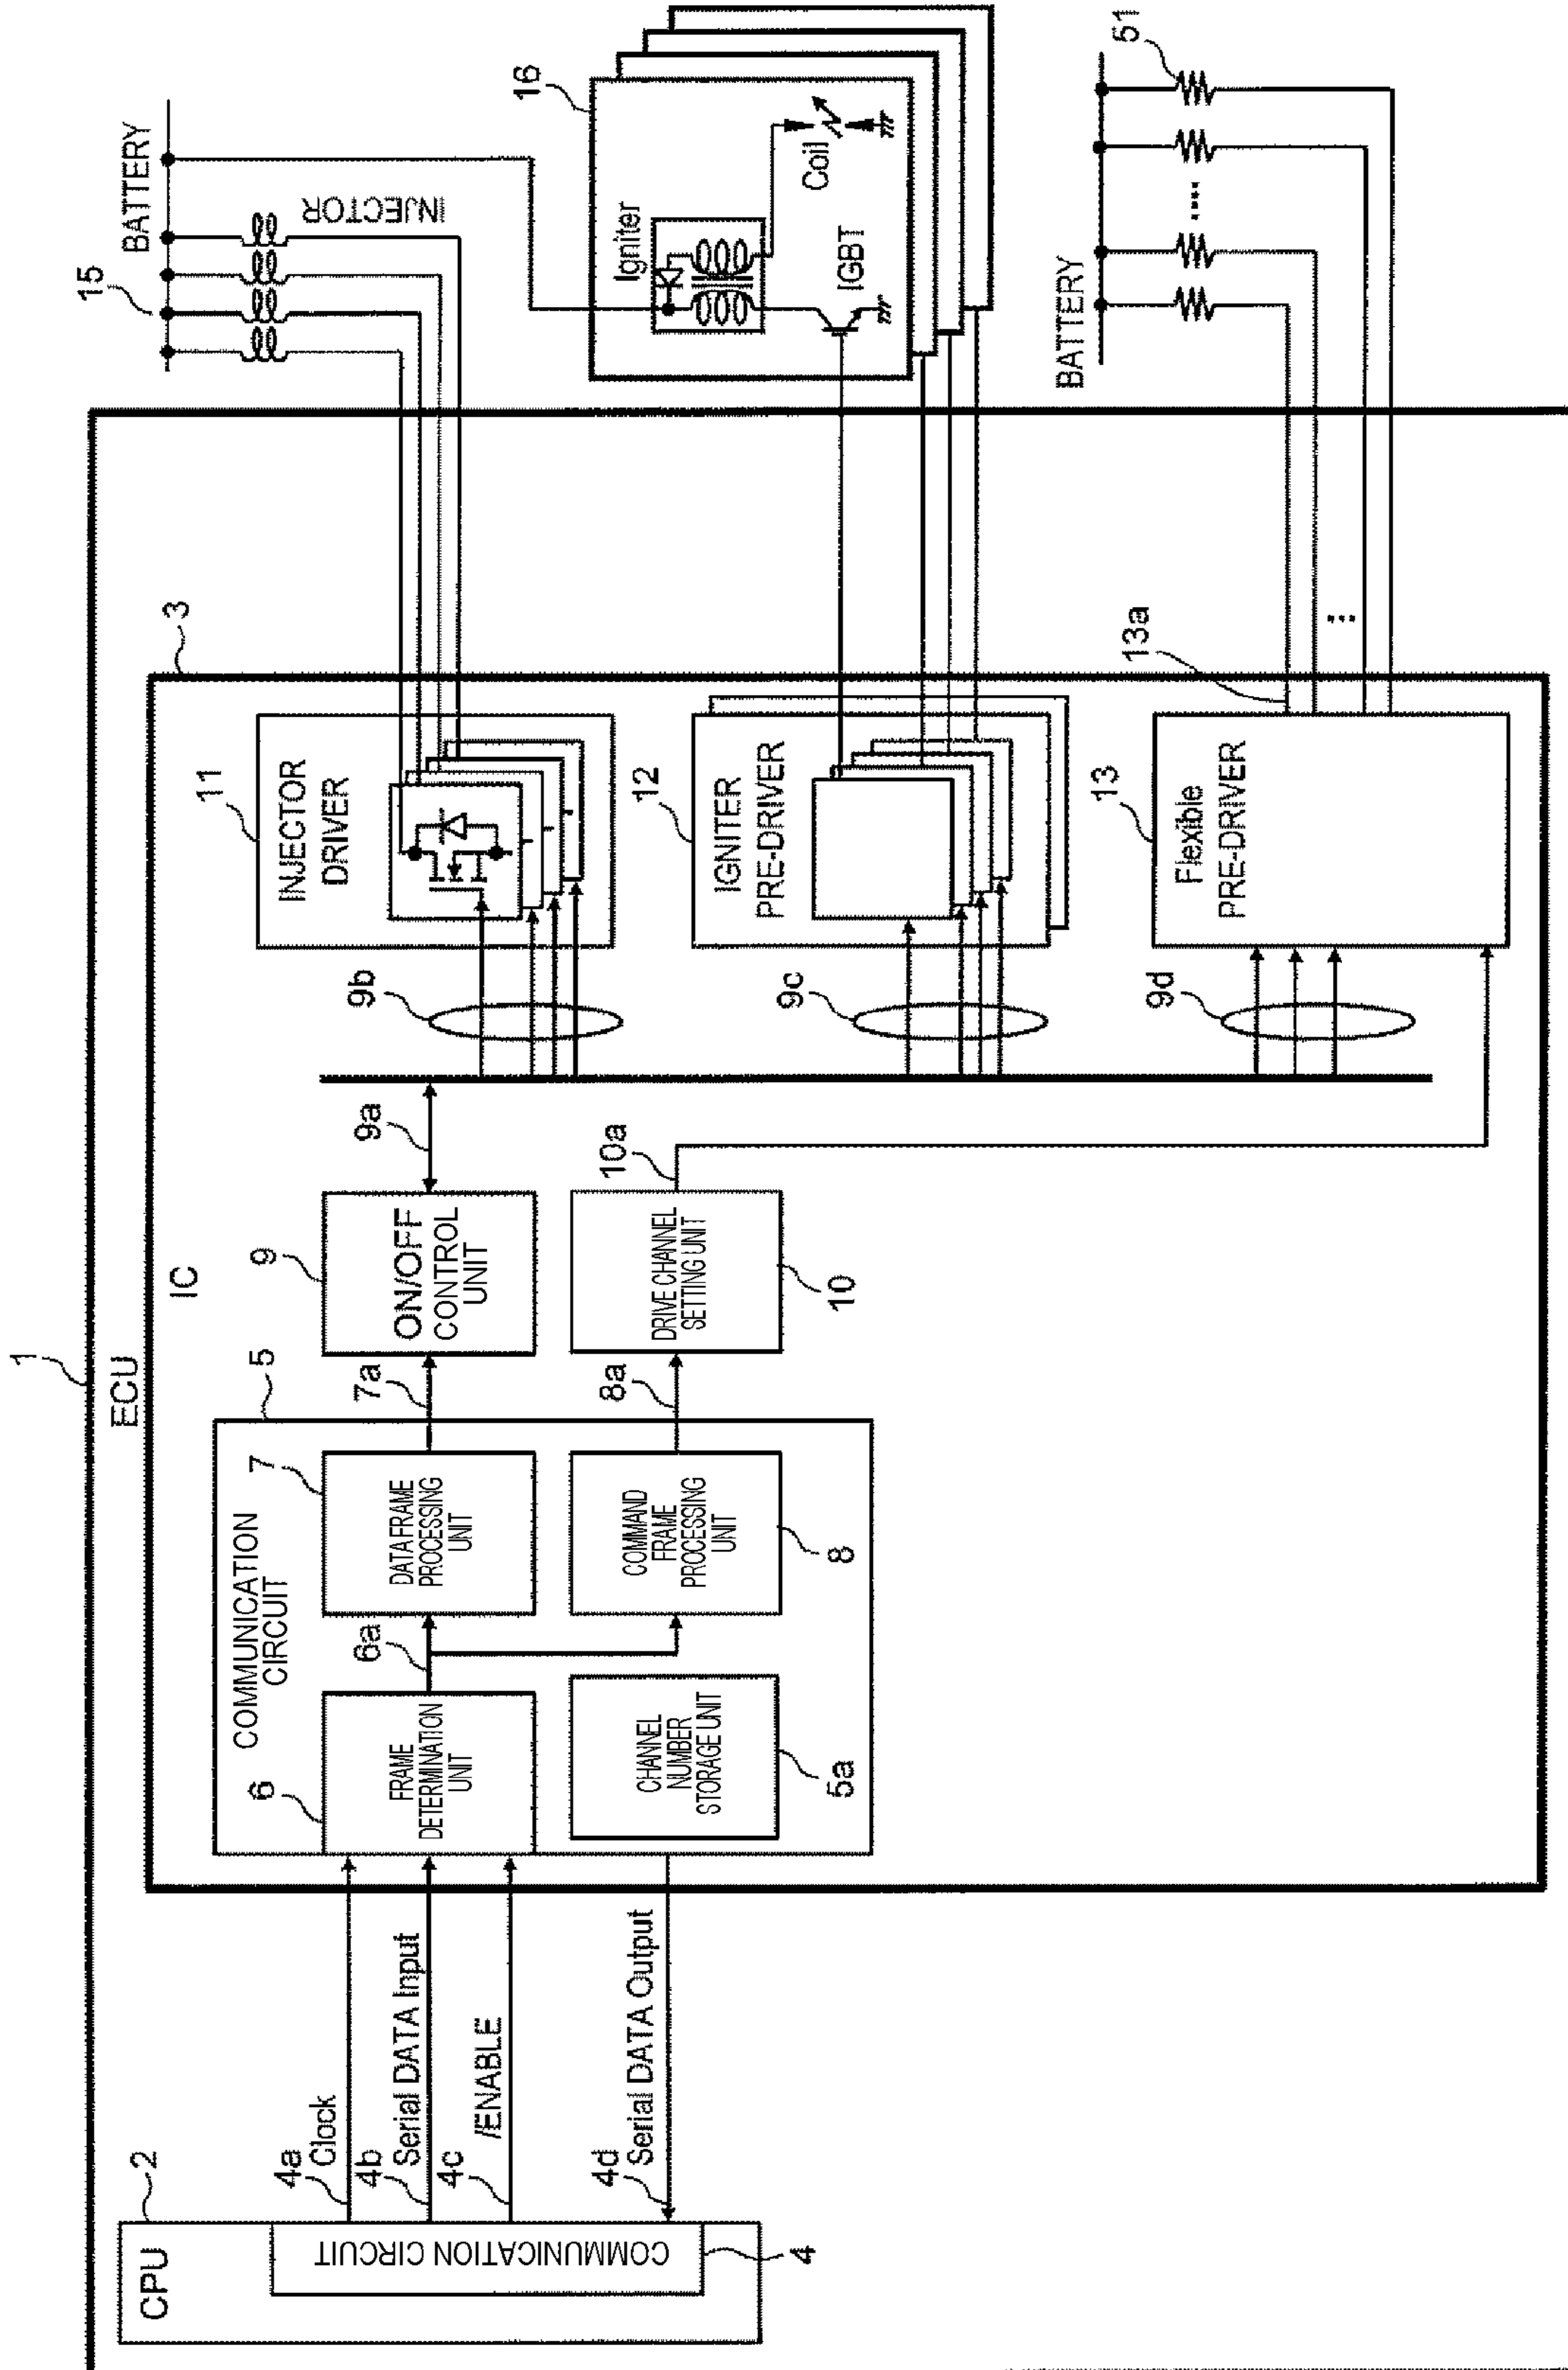 1
ECU
CPU
2
COMMUNICATION CIRCUIT
4
4a
Clock
4b
Serial DATA Input
4c
/ENABLE
4d
Serial DATA Output
IC
3
COMMUNICATION
CIRCUIT
5
6
FRAME
DETERMINATION
UNIT
6a
7
DATA FRAME
PROCESSING
UNIT
7a
CHANNEL
NUMBER
STORAGE UNIT
5a
COMMAND
FRAME
PROCESSING
UNIT
8
8a
9
ON/OFF
CONTROL
UNIT
9a
DRIVE CHANNEL
SETTING UNIT
10
10a
9b
9c
9d
11
INJECTOR
DRIVER
12
IGNITER
PRE-DRIVER
13
Flexible
PRE-DRIVER
13a
15
BATTERY
INJECTOR
16
Igniter
IGBT
Coil
BATTERY
51